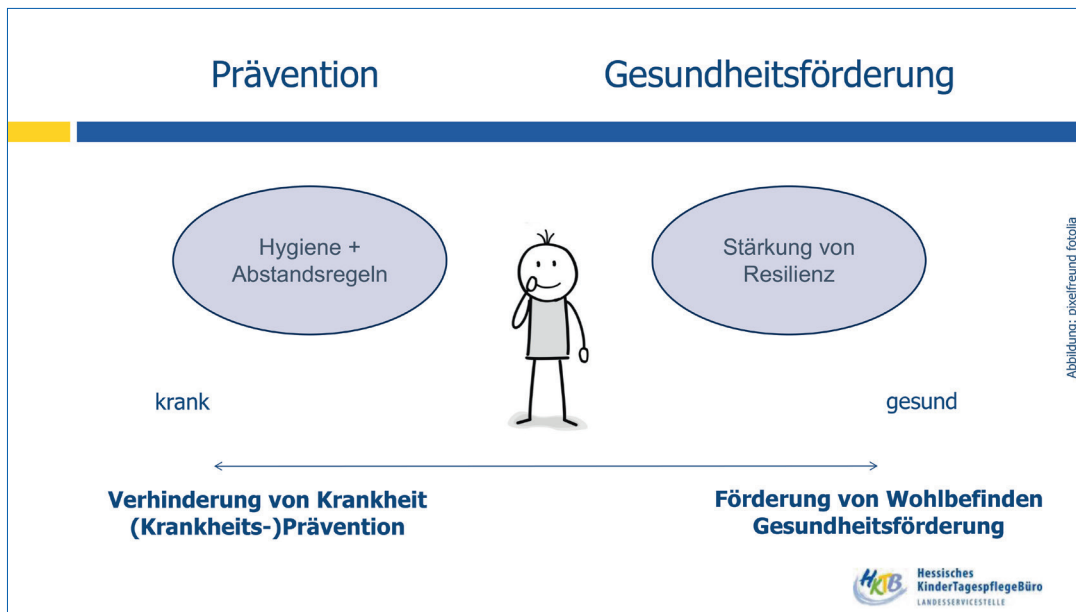 Prävention
Gesundheitsförderung
Hygiene +
Abstandsregeln
Stärkung von
Resilienz
Abbildung: pixelfreund fotolia
krank
gesund
Verhinderung von Krankheit
(Krankheits-)Prävention
Förderung von Wohlbefinden
Gesundheitsförderung
HKTB
Hessisches
KinderTagespflegeBüro
LANDESSERVICESTELLE